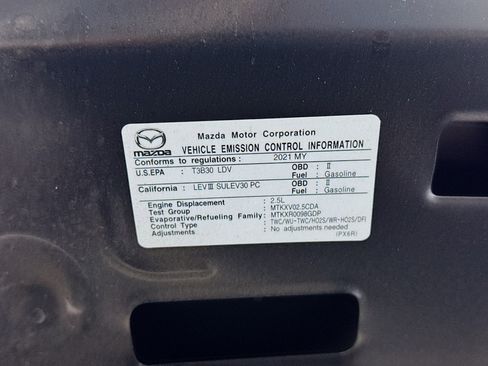 Mazda Motor Corporation
mazda
VEHICLE EMISSION CONTROL INFORMATION
Conforms to regulations : 2021 MY
U.S.EPA : T3B30 LDV OBD : II
Fuel : Gasoline
California : LEVIII SULEV30 PC OBD : II
Fuel : Gasoline
Engine Displacement : 2.5L
Test Group : MTKXV02.5CDA
Evaporative/Refueling Family : MTKXR0098GDP
Control Type : TWC/WU-TWC/HO2S/WR-HO2S/DFI
Adjustments : No adjustments needed
(PX6R)